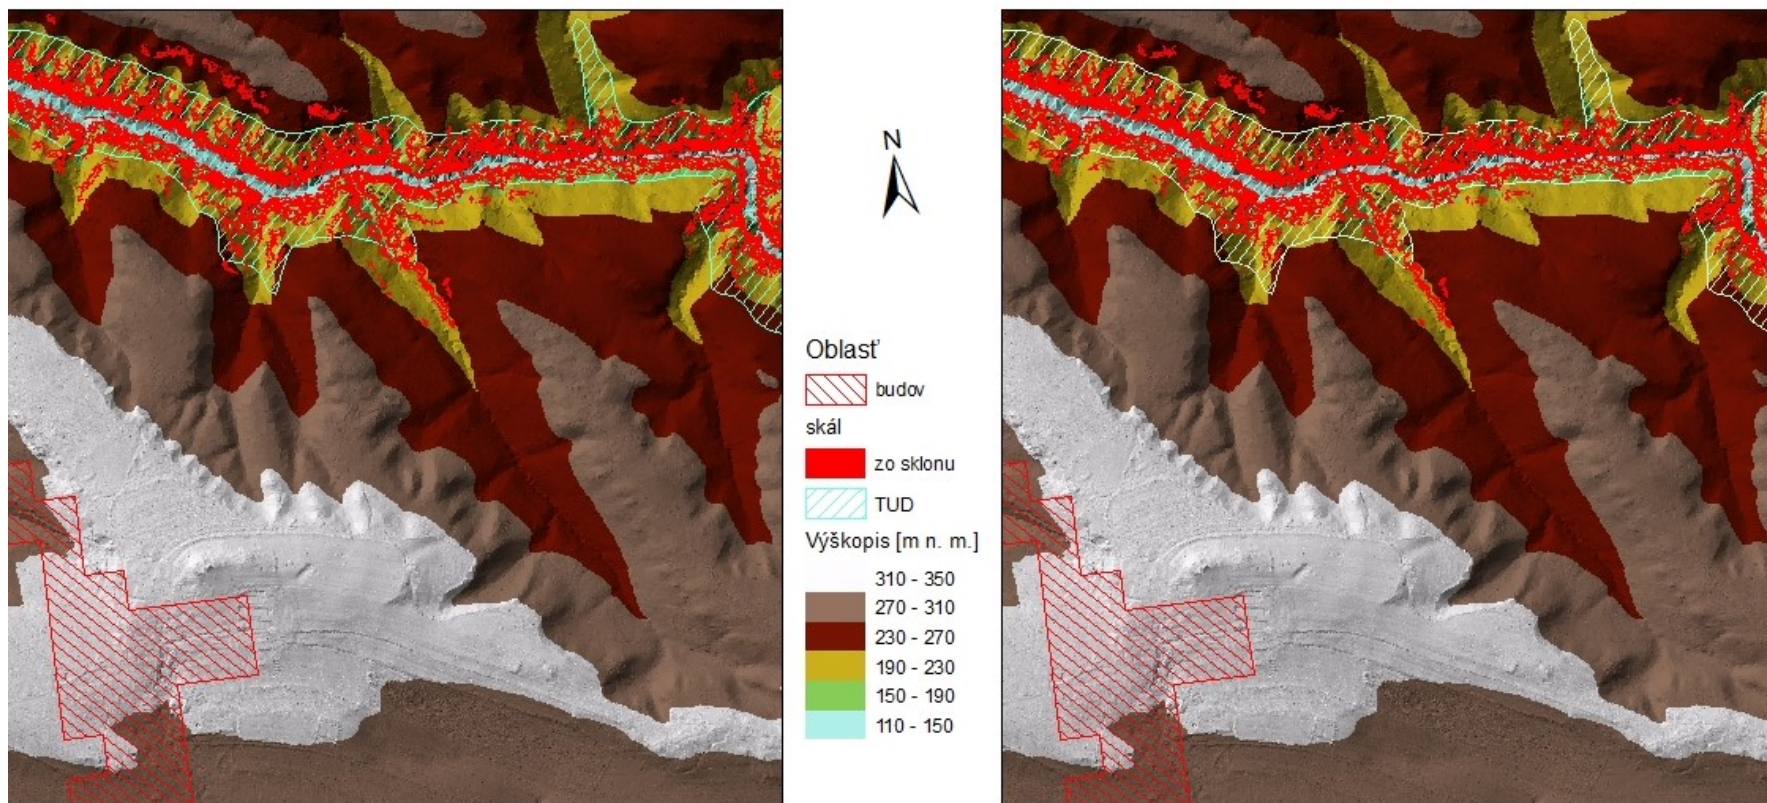 N
Oblasť
budov
skál
zo sklonu
TUD
Výškopis [m n. m.]
310 - 350
270 - 310
230 - 270
190 - 230
150 - 190
110 - 150